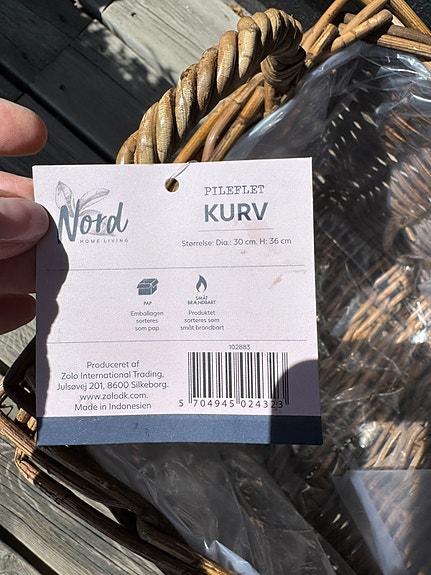 Nord
HOME LIVING
PILEFLET
KURV
Størrelse: Dia.: 30 cm. H: 36 cm
PAP
Emballagen
sorteres
som pap
SMÅT
BRÆNDBART
Produktet
sorteres som
småt brændbart
Produceret af
Zolo International Trading,
Julsøvej 201, 8600 Silkeborg.
www.zolodk.com.
Made in Indonesien
102883
5 704945 024323